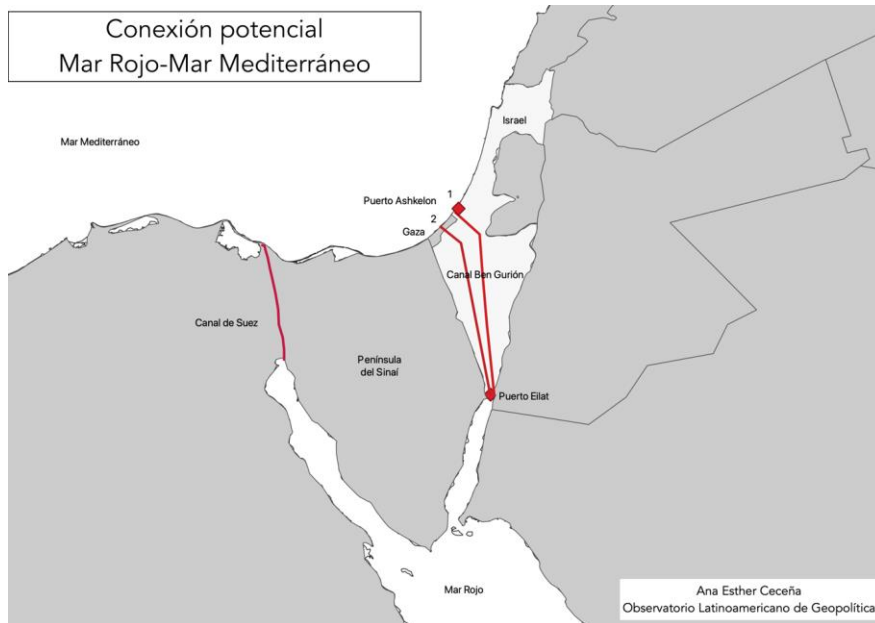 Conexión potencial
Mar Rojo-Mar Mediterráneo
Israel
Mar Mediterráneo
1
Puerto Ashkelon
2
Gaza
Canal Ben Gurión
Canal de Suez
Península
del Sinaí
Puerto Eilat
Mar Rojo
Ana Esther Ceceña
Observatorio Latinoamericano de Geopolítica